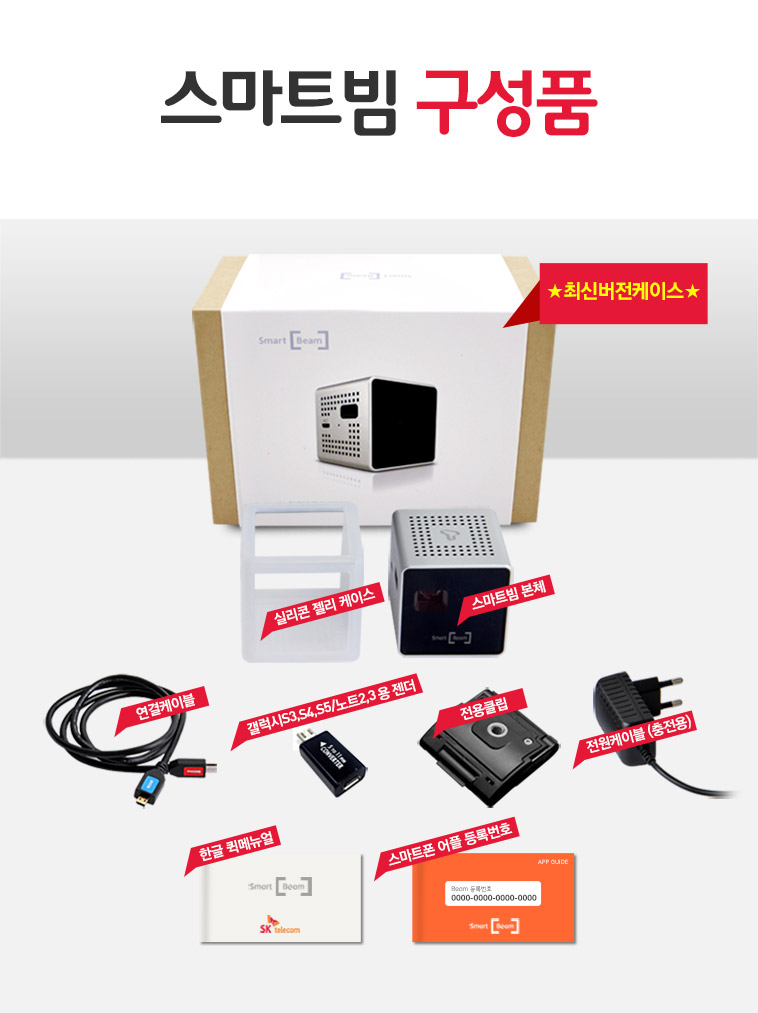 스마트빔 구성품
★최신버전케이스★
Smart [Beam]
실리콘 젤리 케이스
스마트빔 본체
Smart [Beam]
연결케이블
갤럭시S3,S4,S5/노트2,3 용 젠더
전용클립
전원케이블 (충전용)
5 to 11 pin
CONVERTER
한글 퀵메뉴얼
스마트폰 어플 등록번호
Smart [Beam]
SK telecom
APP GUIDE
Beam 등록번호
0000-0000-0000-0000
Smart [Beam]